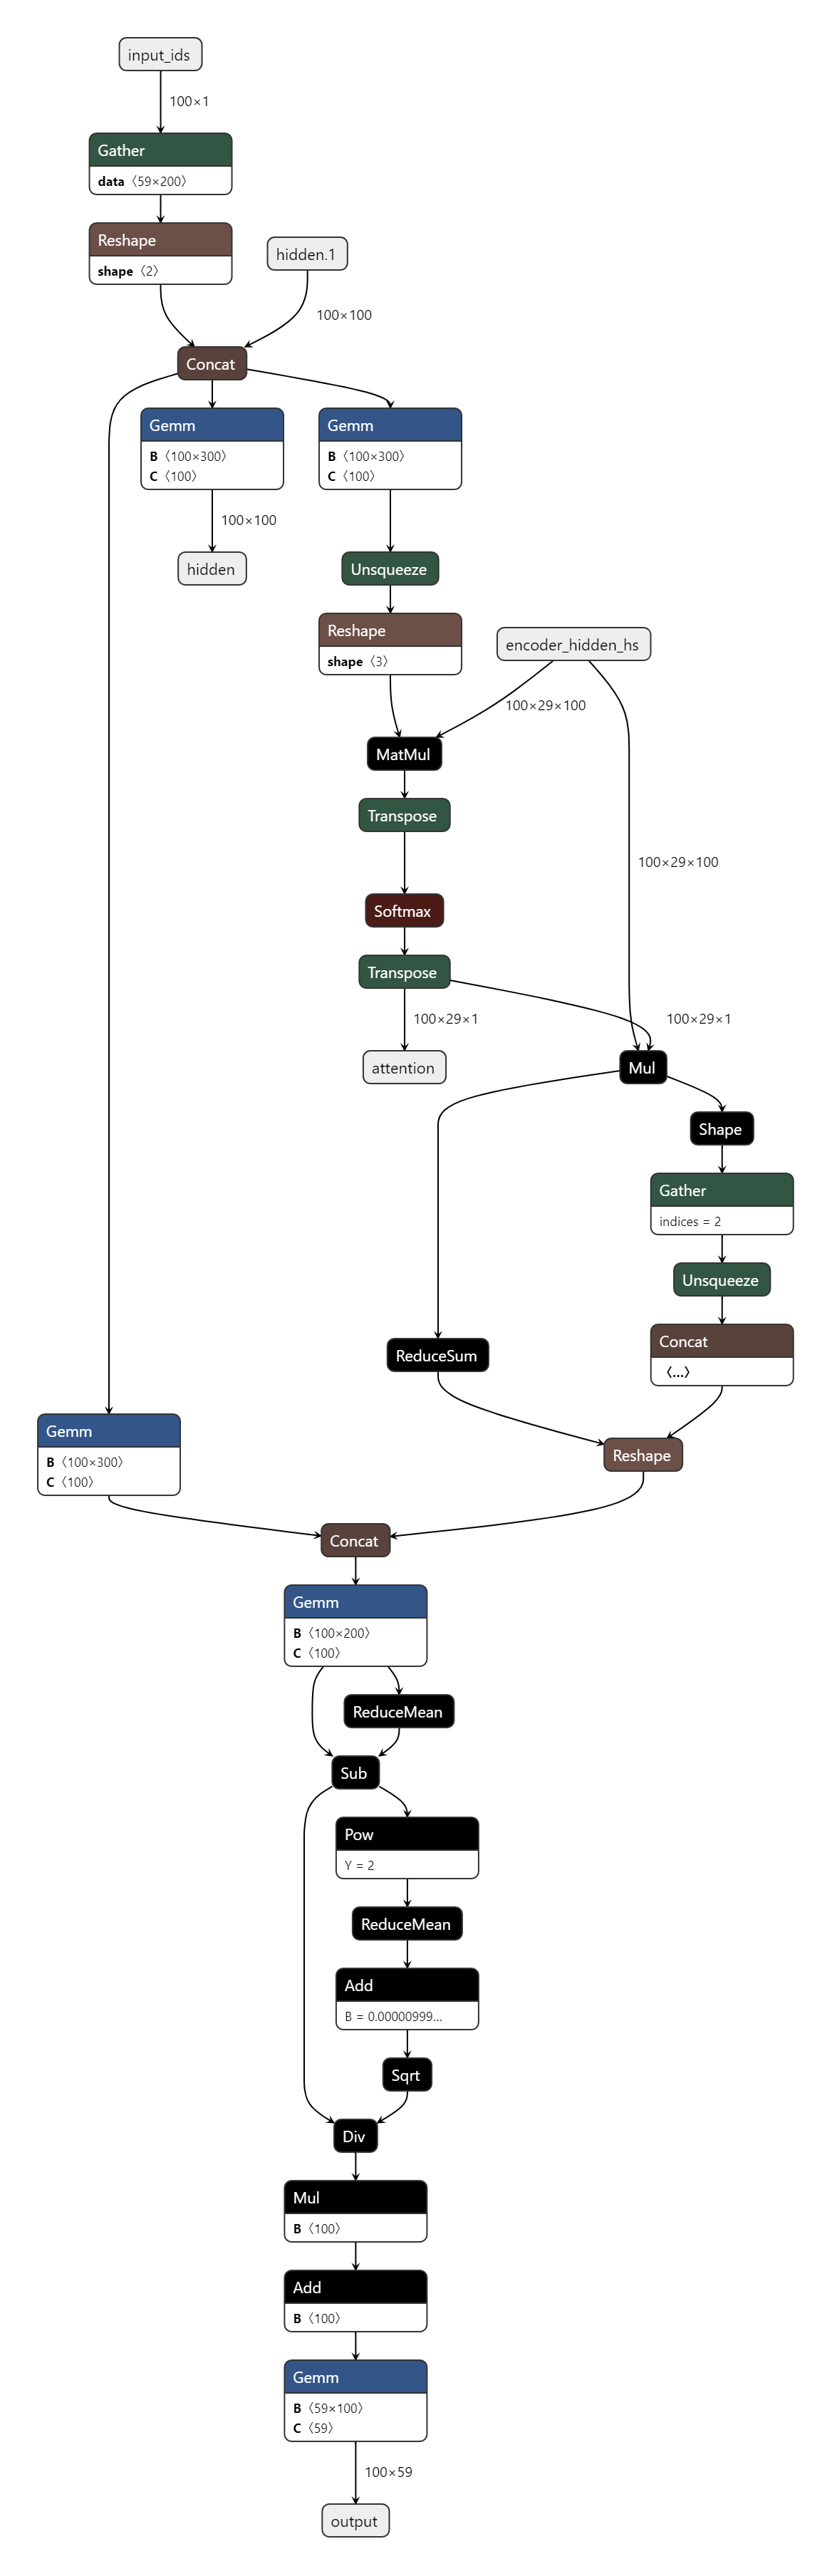 input_ids
100×1
Gather
data〈59×200〉
Reshape
shape〈2〉
hidden.1
100×100
Concat
Gemm
B〈100×300〉
C〈100〉
Gemm
B〈100×300〉
C〈100〉
100×100
hidden
Unsqueeze
Reshape
shape〈3〉
encoder_hidden_hs
100×29×100
MatMul
Transpose
100×29×100
Softmax
Transpose
100×29×1
100×29×1
attention
Mul
Shape
Gather
indices = 2
Unsqueeze
ReduceSum
Concat
〈...〉
Gemm
B〈100×300〉
C〈100〉
Reshape
Concat
Gemm
B〈100×200〉
C〈100〉
ReduceMean
Sub
Pow
Y = 2
ReduceMean
Add
B = 0.00000999...
Sqrt
Div
Mul
B〈100〉
Add
B〈100〉
Gemm
B〈59×100〉
C〈59〉
100×59
output